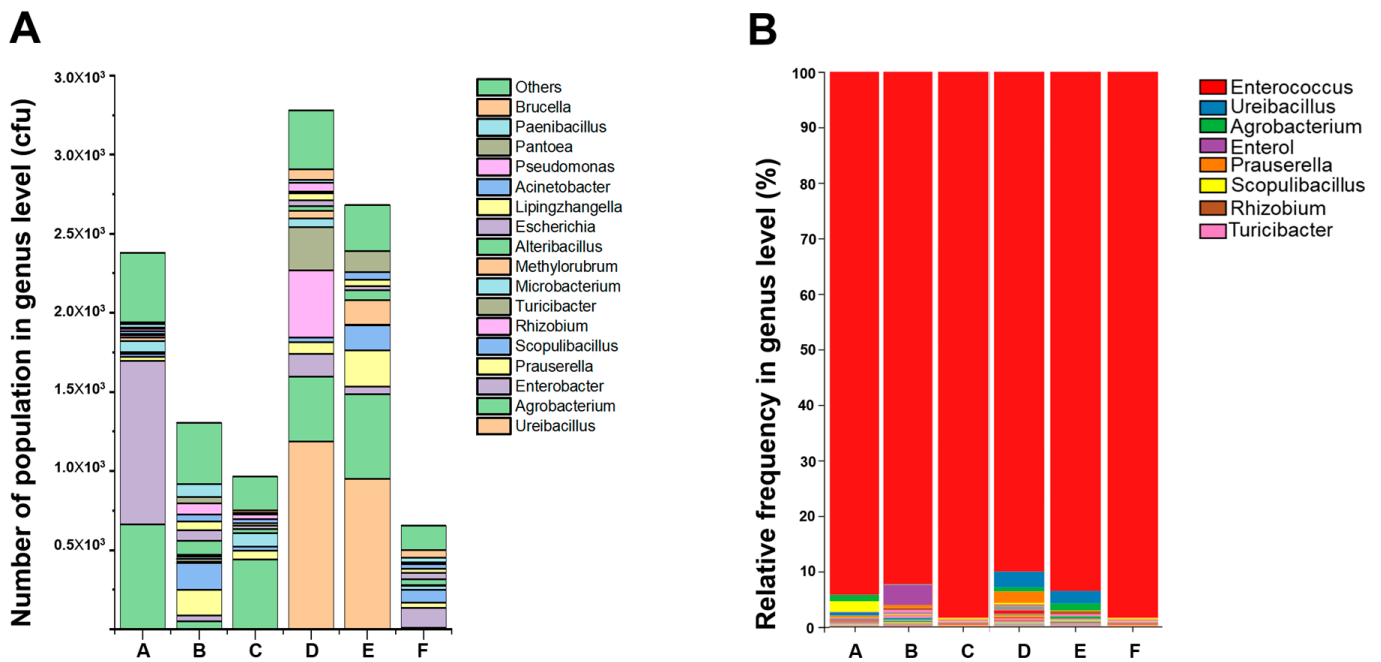 A
Number of population in genus level (cfu)
3.0X10³
3.0X10³
2.5X10³
2.0X10³
1.5X10³
1.0X10³
0.5X10³
A B C D E F
Others
Brucella
Paenibacillus
Pantoea
Pseudomonas
Acinetobacter
Lipingzhangella
Escherichia
Alteribacillus
Methylorubrum
Microbacterium
Turicibacter
Rhizobium
Scopulibacillus
Prauserella
Enterobacter
Agrobacterium
Ureibacillus
B
Relative frequency in genus level (%)
100
90
80
70
60
50
40
30
20
10
0
A B C D E F
Enterococcus
Ureibacillus
Agrobacterium
Enterol
Prauserella
Scopulibacillus
Rhizobium
Turicibacter